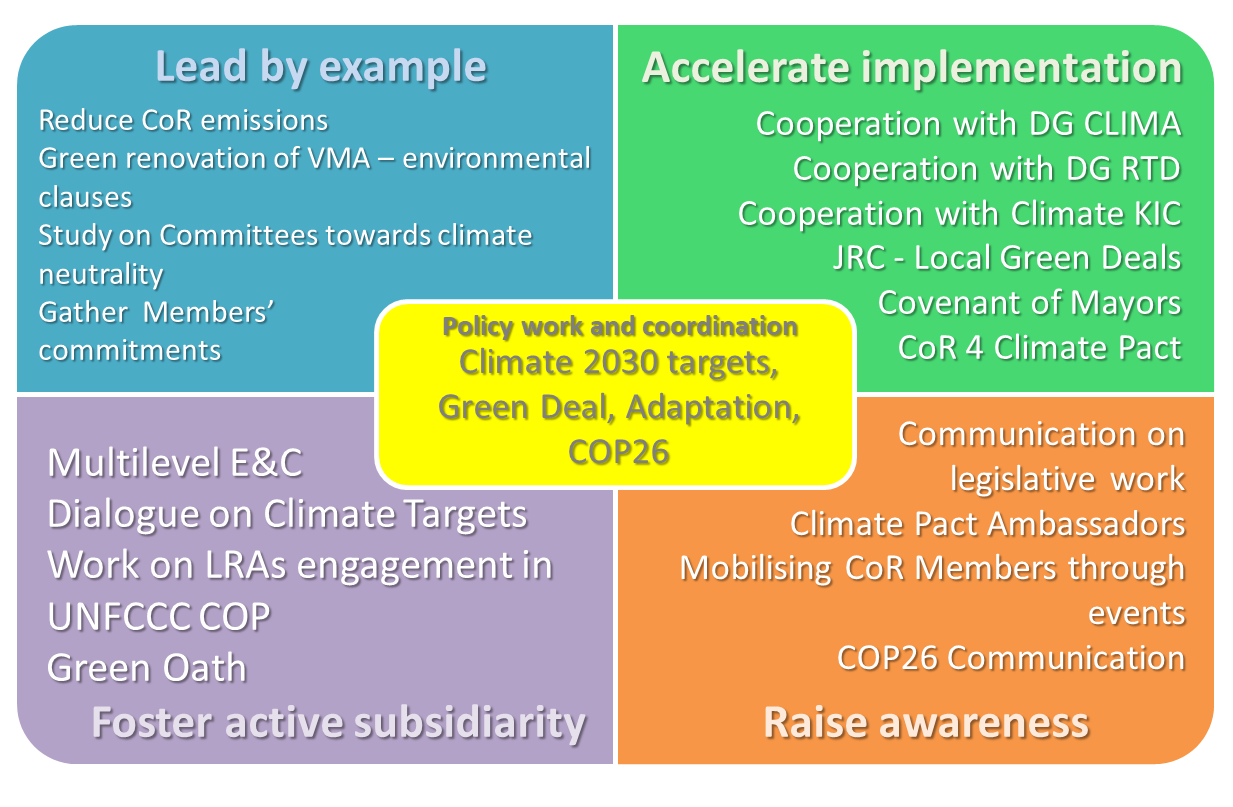 Lead by example
Reduce CoR emissions
Green renovation of VMA – environmental
clauses
Study on Committees towards climate
neutrality
Gather Members’
commitments
Accelerate implementation
Cooperation with DG CLIMA
Cooperation with DG RTD
Cooperation with Climate KIC
JRC - Local Green Deals
Covenant of Mayors
CoR 4 Climate Pact
Policy work and coordination
Climate 2030 targets,
Green Deal, Adaptation,
COP26
Multilevel E&C
Dialogue on Climate Targets
Work on LRAs engagement in
UNFCCC COP
Green Oath
Foster active subsidiarity
Communication on
legislative work
Climate Pact Ambassadors
Mobilising CoR Members through
events
COP26 Communication
Raise awareness